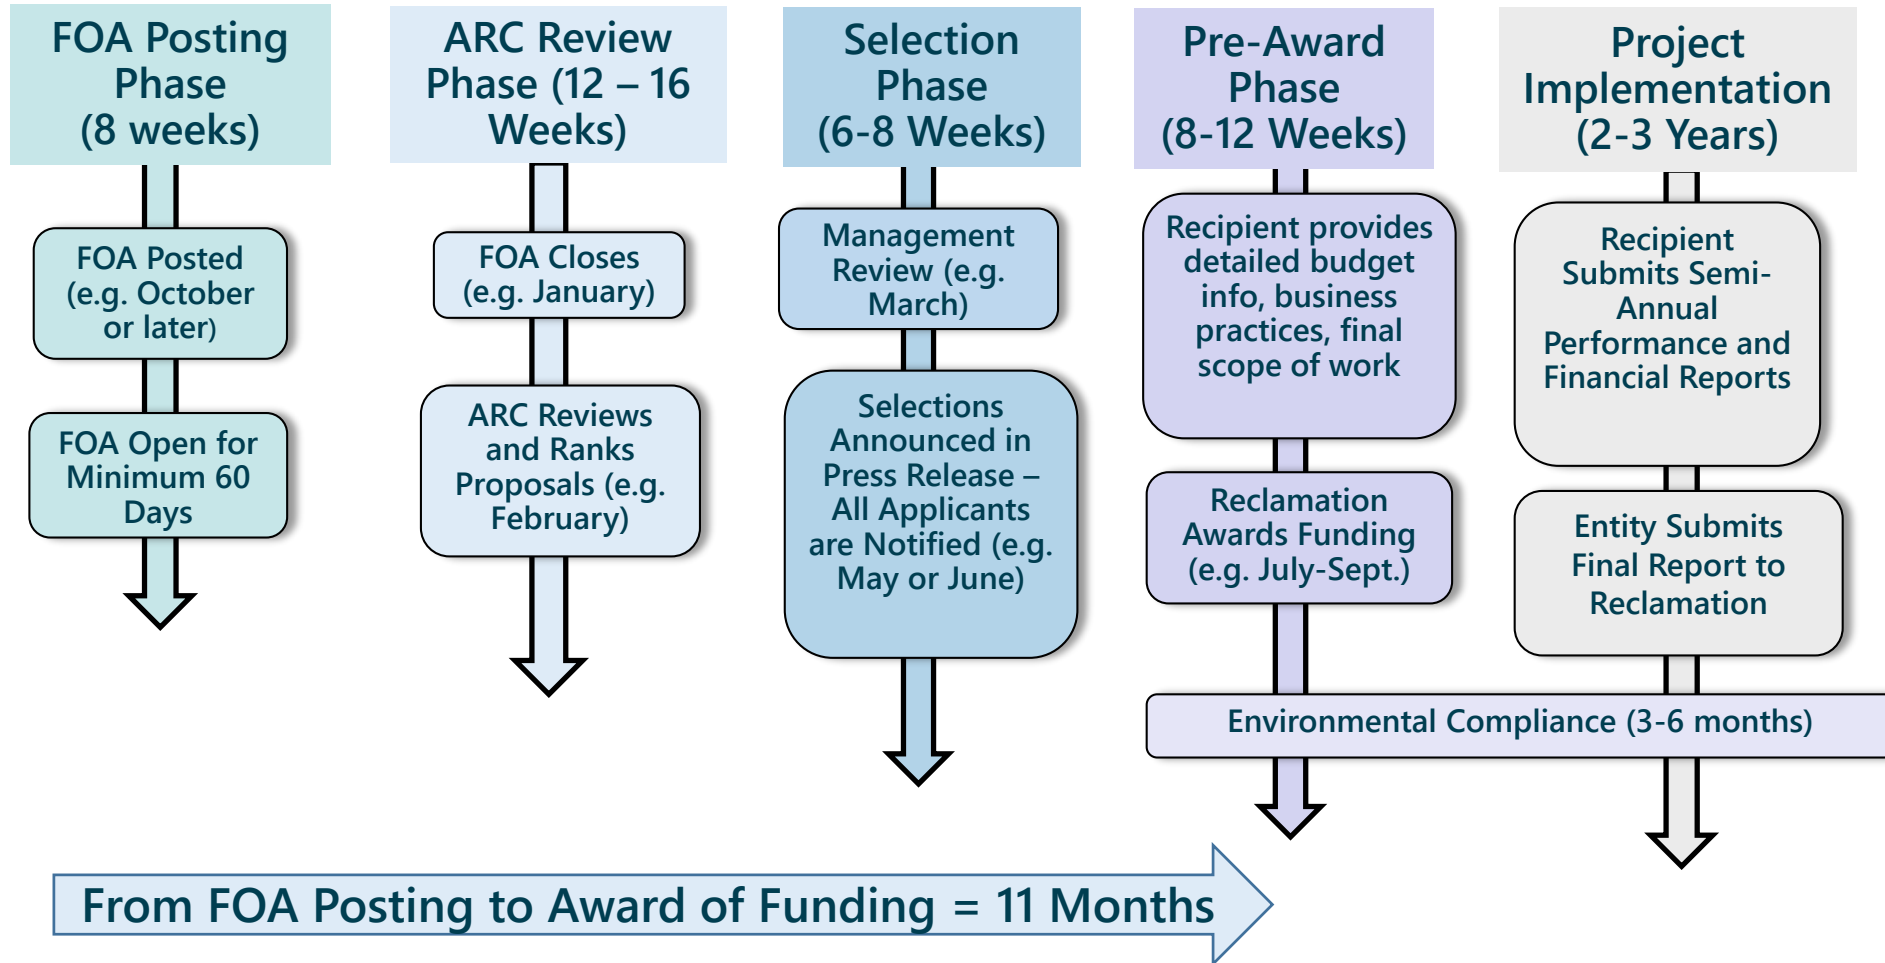 FOA Posting
Phase
(8 weeks)
FOA Posted
(e.g. October
or later)
FOA Open for
Minimum 60
Days
ARC Review
Phase (12 – 16
Weeks)
FOA Closes
(e.g. January)
ARC Reviews
and Ranks
Proposals (e.g.
February)
Selection
Phase
(6-8 Weeks)
Management
Review (e.g.
March)
Selections
Announced in
Press Release –
All Applicants
are Notified (e.g.
May or June)
Pre-Award
Phase
(8-12 Weeks)
Recipient provides
detailed budget
info, business
practices, final
scope of work
Reclamation
Awards Funding
(e.g. July-Sept.)
Project
Implementation
(2-3 Years)
Recipient
Submits Semi-
Annual
Performance and
Financial Reports
Entity Submits
Final Report to
Reclamation
Environmental Compliance (3-6 months)
From FOA Posting to Award of Funding = 11 Months